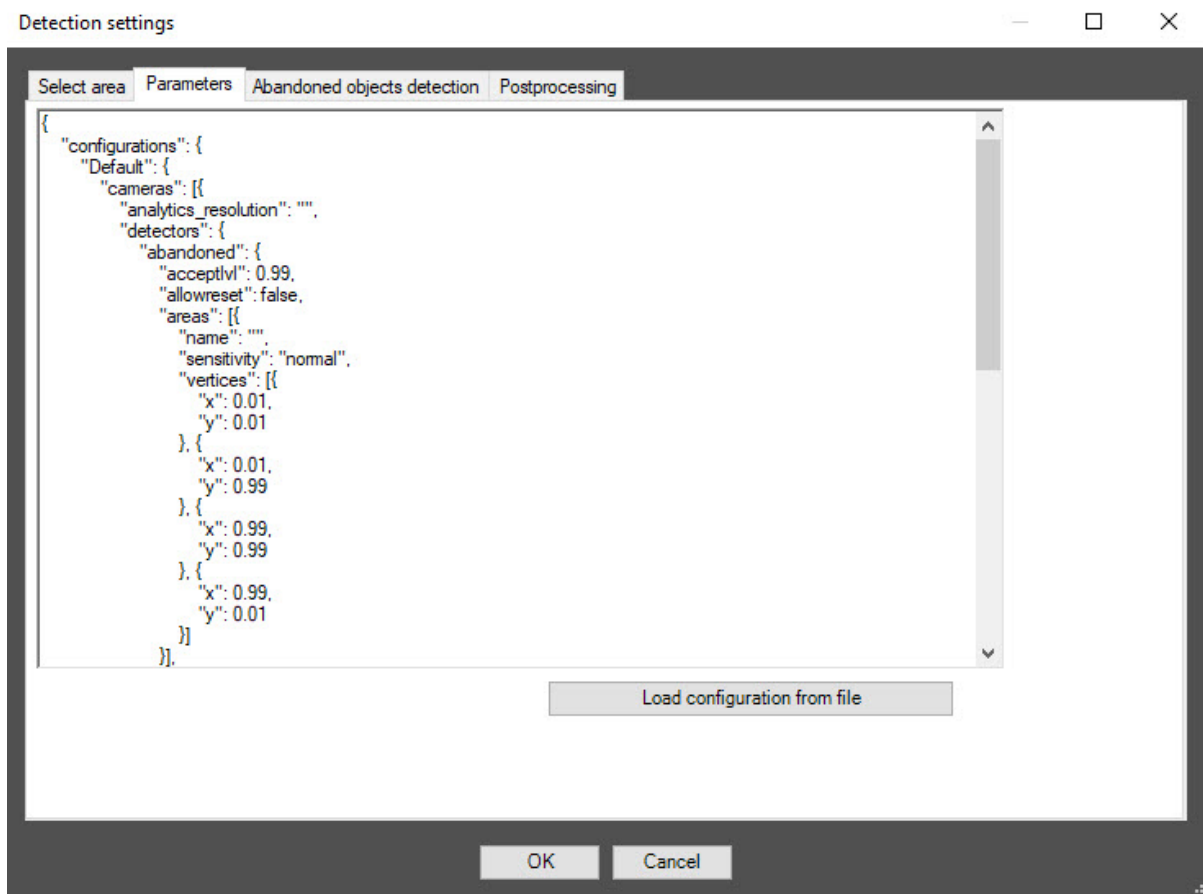 Detection settings
Select area Parameters Abandoned objects detection Postprocessing
{
"configurations": {
"Default": {
"cameras": [{
"analytics_resolution": "",
"detectors": {
"abandoned": {
"acceptlvl": 0.99,
"allowreset": false,
"areas": [{
"name": "",
"sensitivity": "normal",
"vertices": [{
"x": 0.01,
"y": 0.01
}, {
"x": 0.01,
"y": 0.99
}, {
"x": 0.99,
"y": 0.99
}, {
"x": 0.99,
"y": 0.01
}]
}],
Load configuration from file
OK Cancel